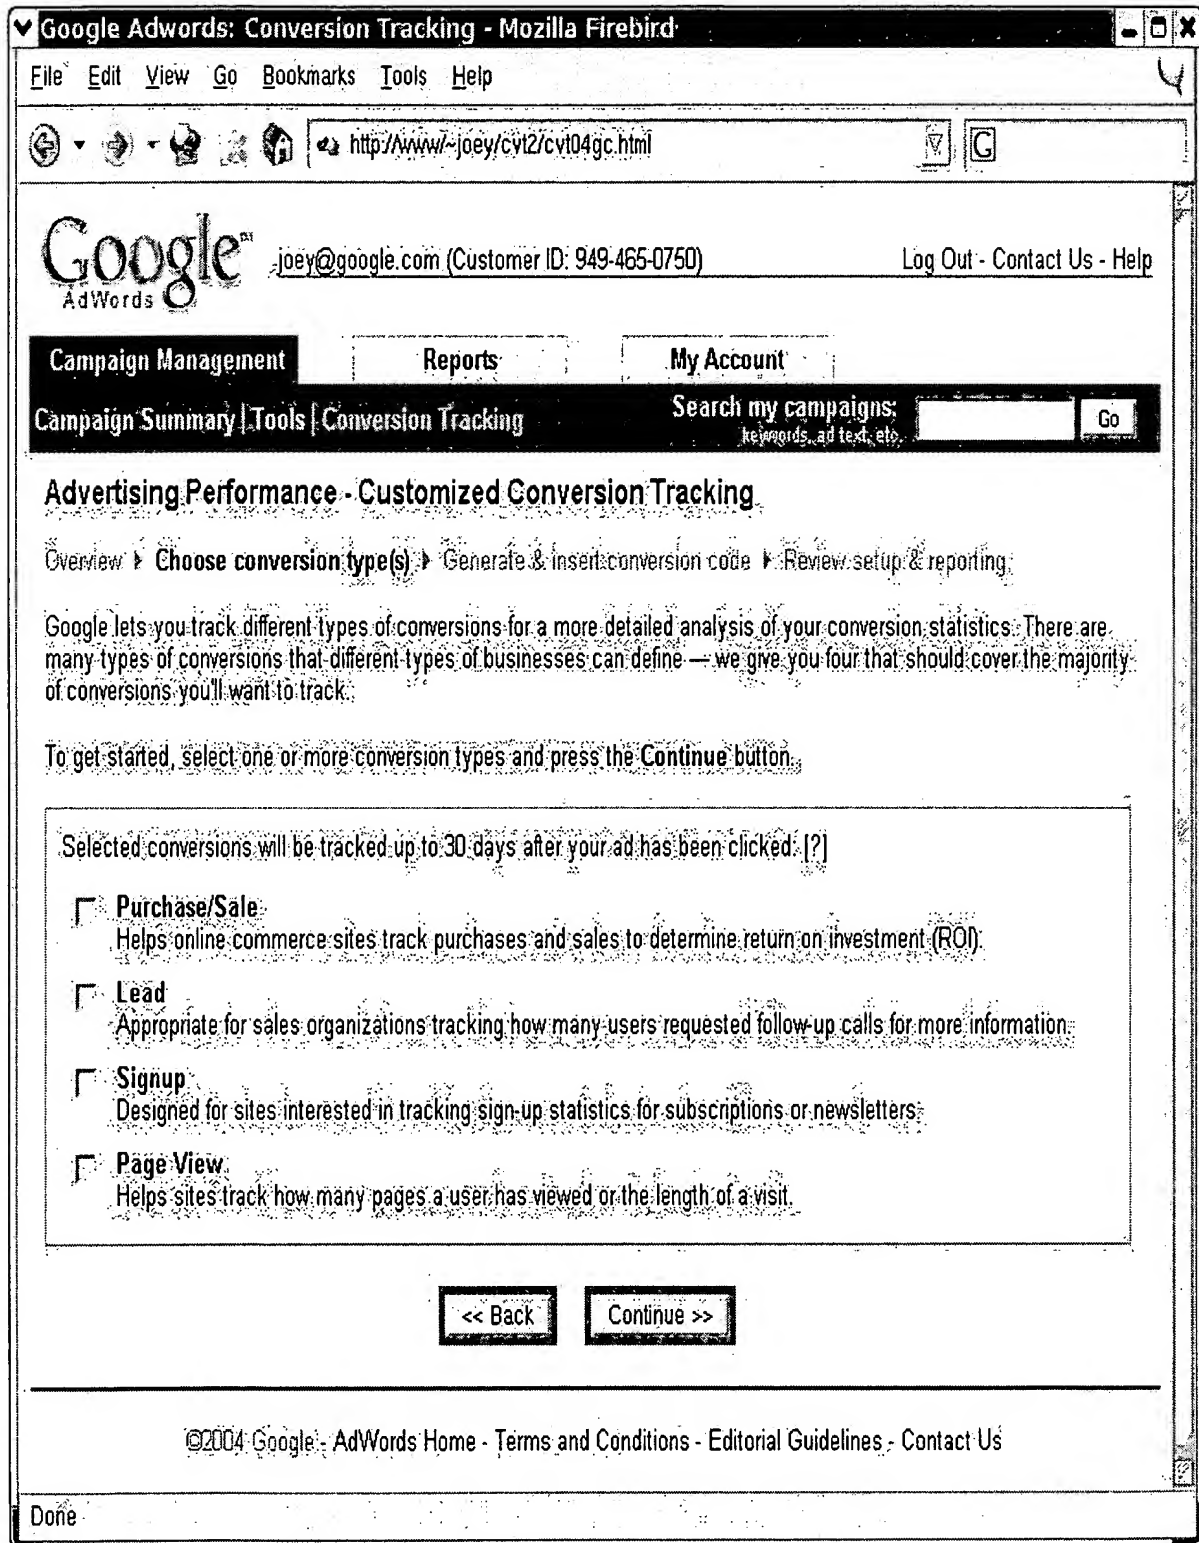 Google Adwords: Conversion Tracking - Mozilla Firebird
File Edit View Go Bookmarks Tools Help
http://www/~joey/cvt2/cvt04gc.html
G
Google™
AdWords
joey@google.com (Customer ID: 949-465-0750) Log Out - Contact Us - Help
Campaign Management Reports My Account
Campaign Summary | Tools | Conversion Tracking Search my campaigns: Go
keywords, ad text, etc.
Advertising Performance - Customized Conversion Tracking
Overview ▸ Choose conversion type(s) ▸ Generate & Insert conversion code ▸ Review setup & reporting
Google lets you track different types of conversions for a more detailed analysis of your conversion statistics. There are
many types of conversions that different types of businesses can define — we give you four that should cover the majority
of conversions you'll want to track.
To get started, select one or more conversion types and press the Continue button.
Selected conversions will be tracked up to 30 days after your ad has been clicked. [?]
Purchase/Sale
Helps online commerce sites track purchases and sales to determine return on investment (ROI).
Lead
Appropriate for sales organizations tracking how many users requested follow-up calls for more information.
Signup
Designed for sites interested in tracking sign-up statistics for subscriptions or newsletters.
Page View
Helps sites track how many pages a user has viewed or the length of a visit.
<< Back Continue >>
©2004 Google - AdWords Home - Terms and Conditions - Editorial Guidelines - Contact Us
Done